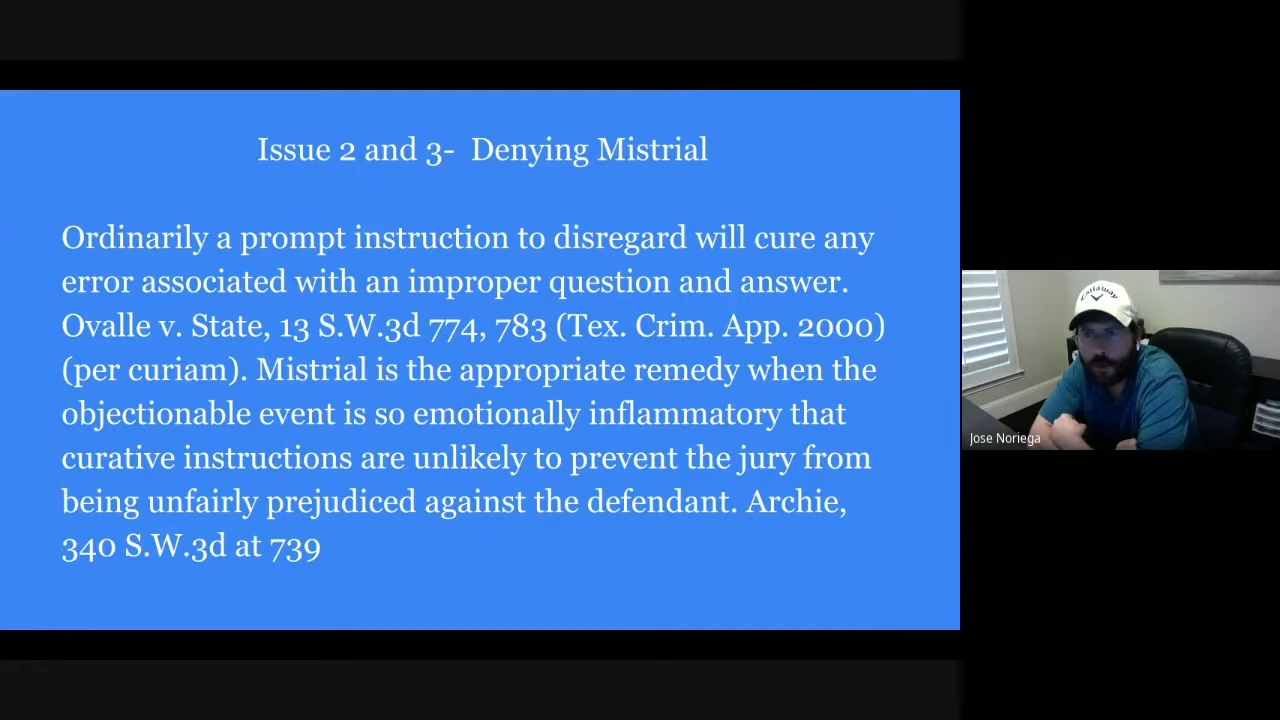 Issue 2 and 3-  Denying Mistrial
Ordinarily a prompt instruction to disregard will cure any
error associated with an improper question and answer.
Ovalle v. State, 13 S.W.3d 774, 783 (Tex. Crim. App. 2000)
(per curiam). Mistrial is the appropriate remedy when the
objectionable event is so emotionally inflammatory that
curative instructions are unlikely to prevent the jury from
being unfairly prejudiced against the defendant. Archie,
340 S.W.3d at 739
Callaway
Jose Noriega